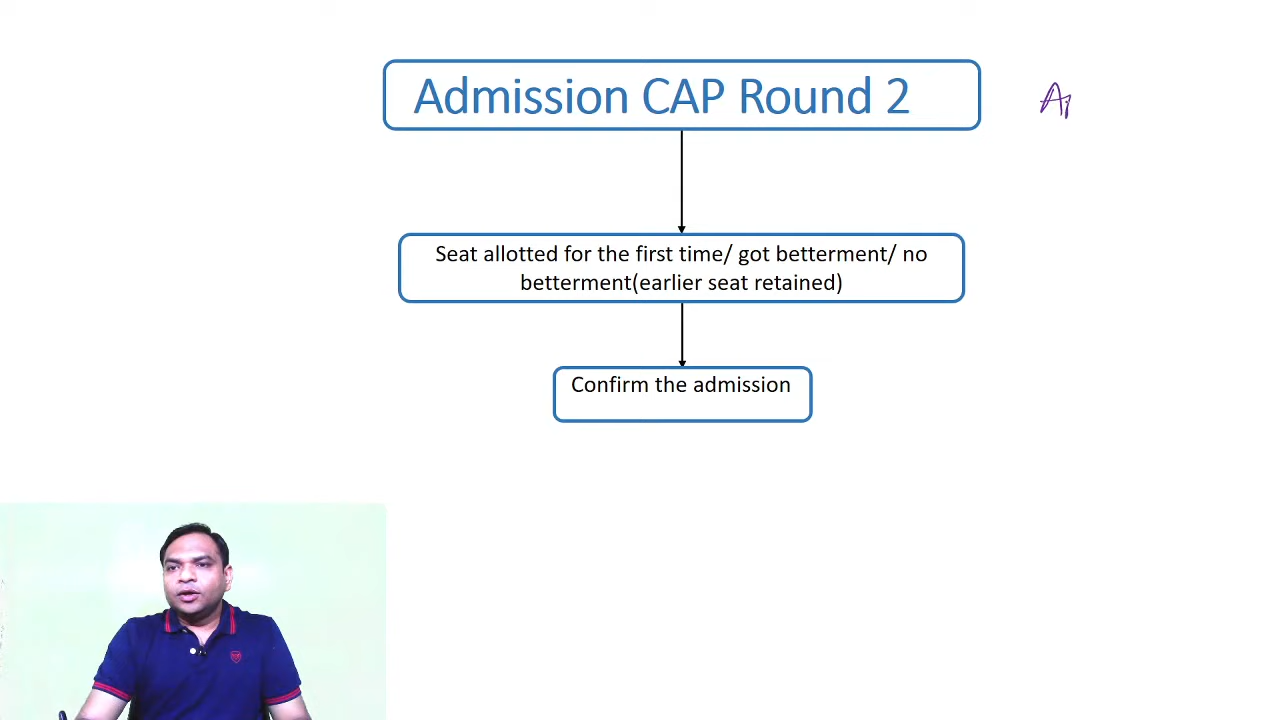 Admission CAP Round 2
Seat allotted for the first time/ got betterment/ no
betterment(earlier seat retained)
Confirm the admission